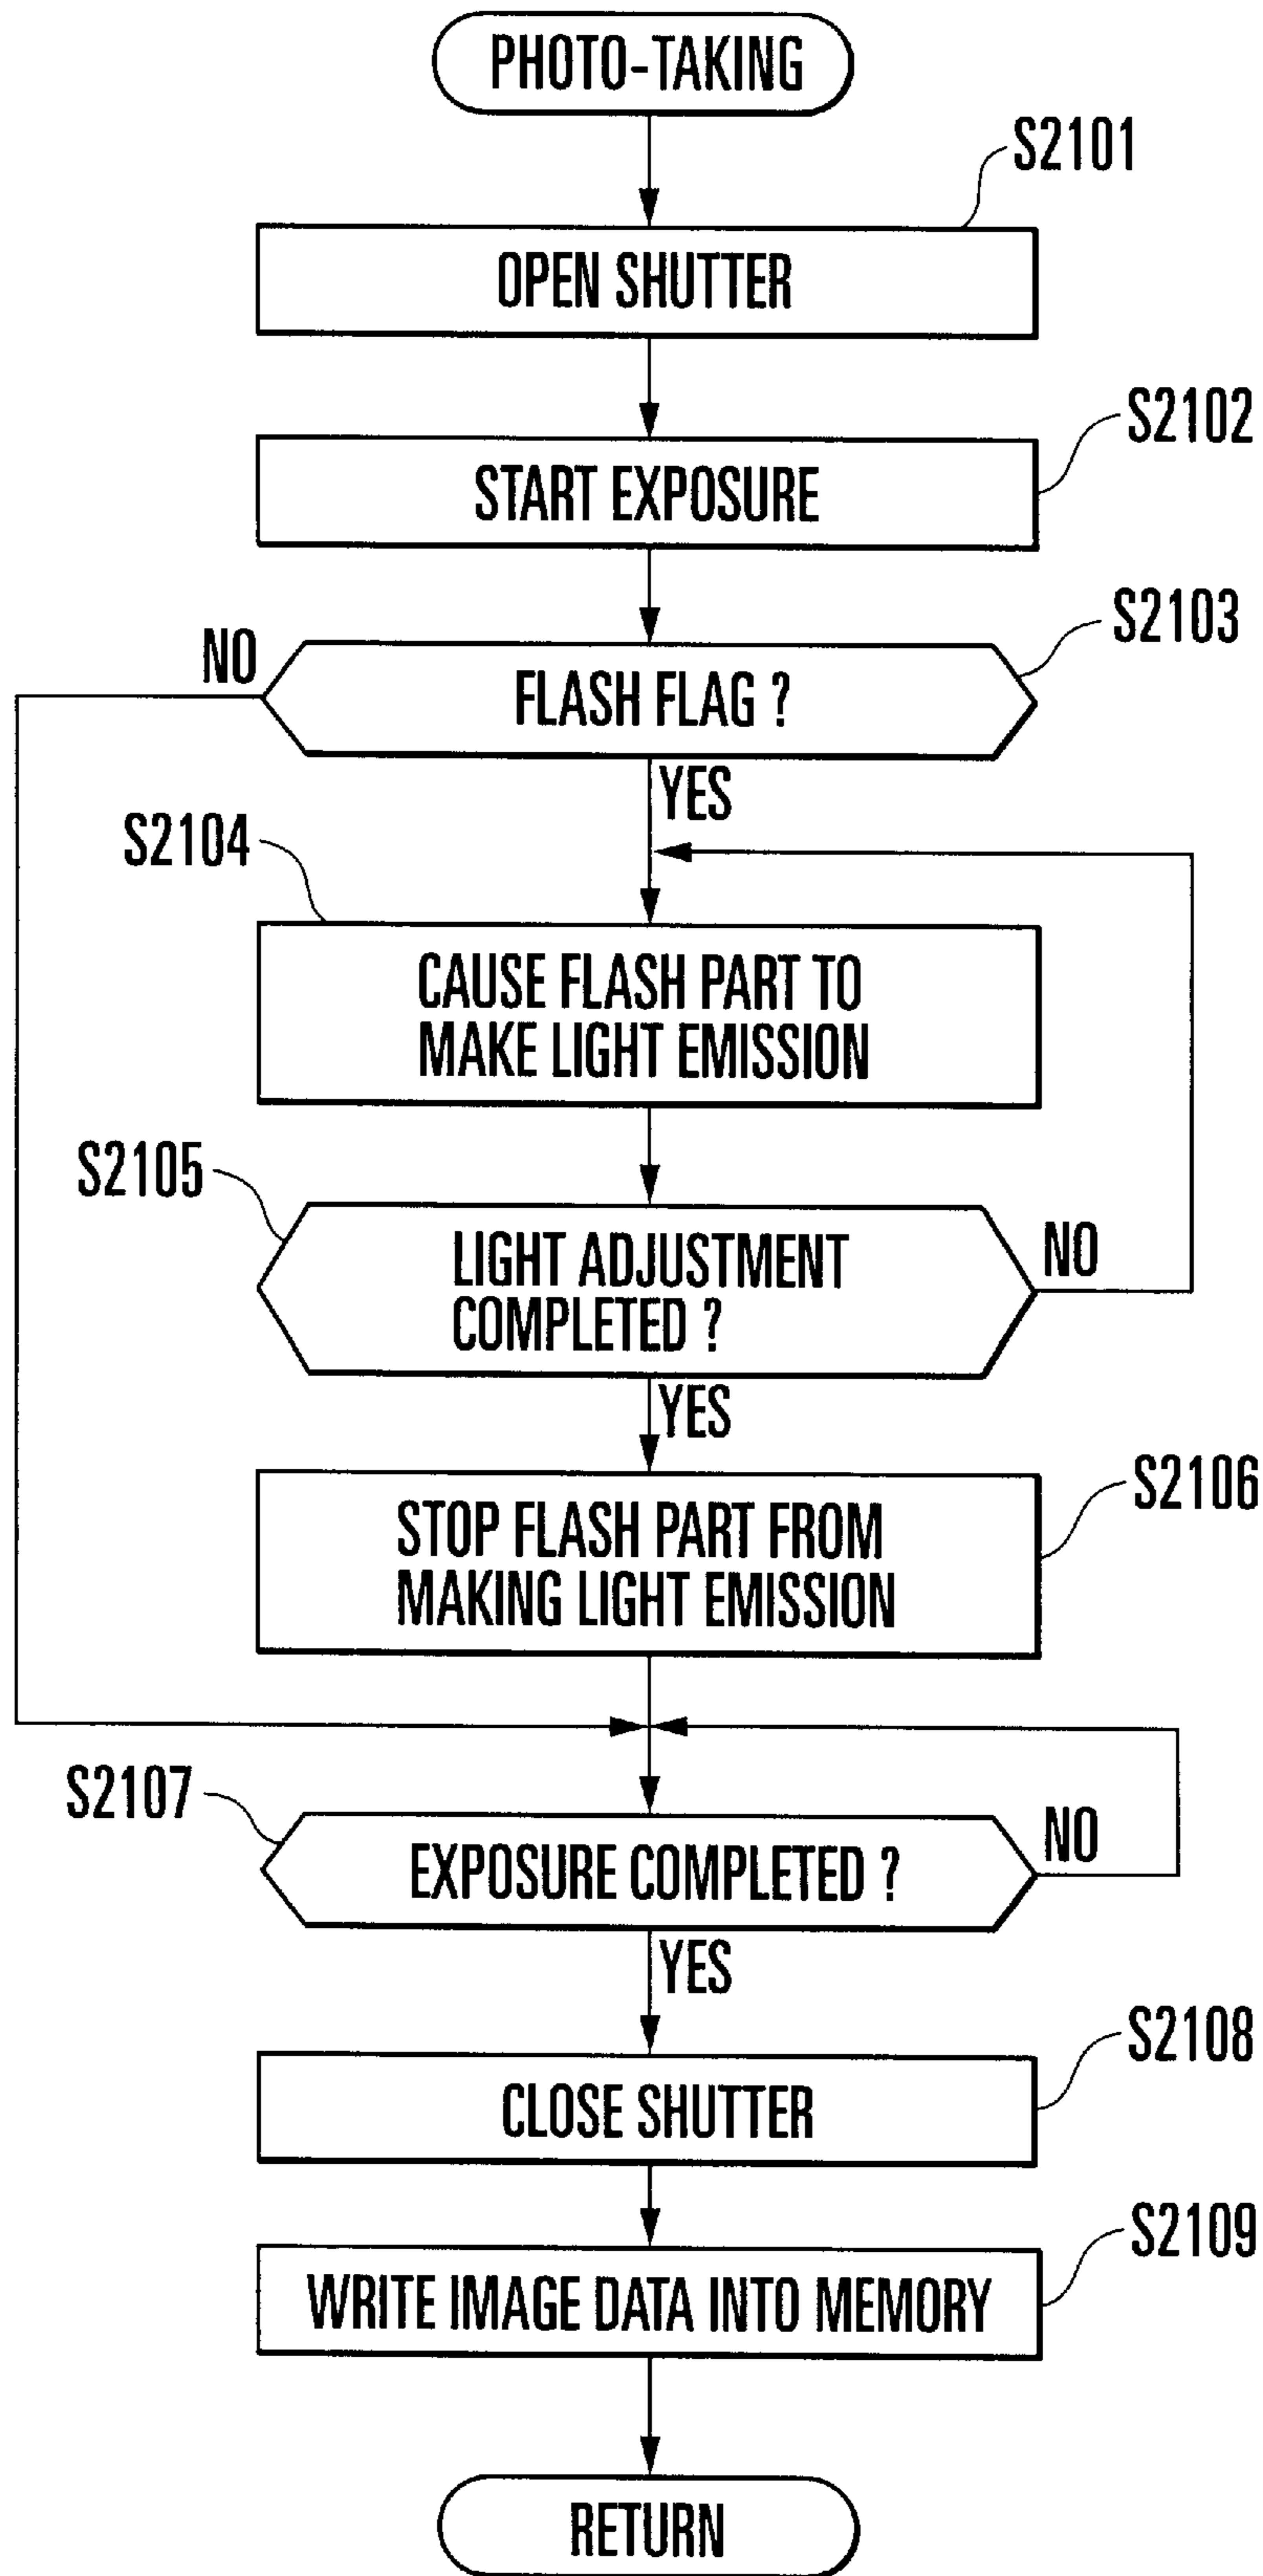 PHOTO-TAKING
S2101
OPEN SHUTTER
S2102
START EXPOSURE
S2103
NO
FLASH FLAG ?
YES
S2104
CAUSE FLASH PART TO
MAKE LIGHT EMISSION
S2105
LIGHT ADJUSTMENT
COMPLETED ?
NO
YES
S2106
STOP FLASH PART FROM
MAKING LIGHT EMISSION
S2107
EXPOSURE COMPLETED ?
NO
YES
S2108
CLOSE SHUTTER
S2109
WRITE IMAGE DATA INTO MEMORY
RETURN